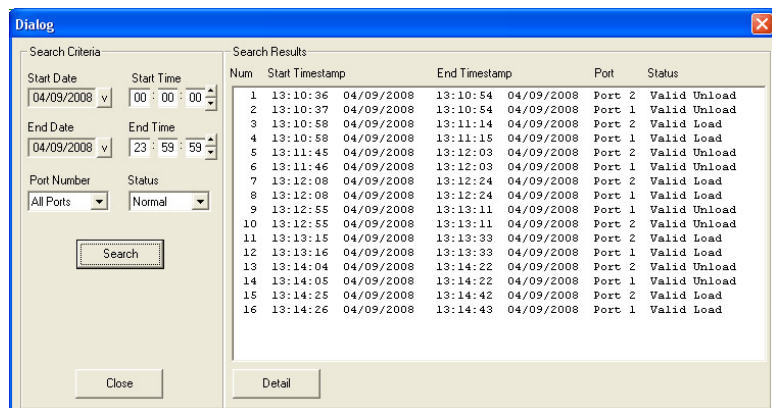 Dialog
Search Criteria
Start Date Start Time
04/09/2008 v 00 : 00 : 00
End Date End Time
04/09/2008 v 23 : 59 : 59
Port Number Status
All Ports Normal
Search
Close
Search Results
Num Start Timestamp End Timestamp Port Status
1 13:10:36 04/09/2008 13:10:54 04/09/2008 Port 2 Valid Unload
2 13:10:37 04/09/2008 13:10:54 04/09/2008 Port 1 Valid Unload
3 13:10:58 04/09/2008 13:11:14 04/09/2008 Port 2 Valid Load
4 13:10:58 04/09/2008 13:11:15 04/09/2008 Port 1 Valid Load
5 13:11:45 04/09/2008 13:12:03 04/09/2008 Port 2 Valid Unload
6 13:11:46 04/09/2008 13:12:03 04/09/2008 Port 1 Valid Unload
7 13:12:08 04/09/2008 13:12:24 04/09/2008 Port 2 Valid Load
8 13:12:08 04/09/2008 13:12:24 04/09/2008 Port 1 Valid Load
9 13:12:55 04/09/2008 13:13:11 04/09/2008 Port 1 Valid Unload
10 13:12:55 04/09/2008 13:13:11 04/09/2008 Port 2 Valid Unload
11 13:13:15 04/09/2008 13:13:33 04/09/2008 Port 2 Valid Load
12 13:13:16 04/09/2008 13:13:33 04/09/2008 Port 1 Valid Load
13 13:14:04 04/09/2008 13:14:22 04/09/2008 Port 2 Valid Unload
14 13:14:05 04/09/2008 13:14:22 04/09/2008 Port 1 Valid Unload
15 13:14:25 04/09/2008 13:14:42 04/09/2008 Port 2 Valid Load
16 13:14:26 04/09/2008 13:14:43 04/09/2008 Port 1 Valid Load
Detail